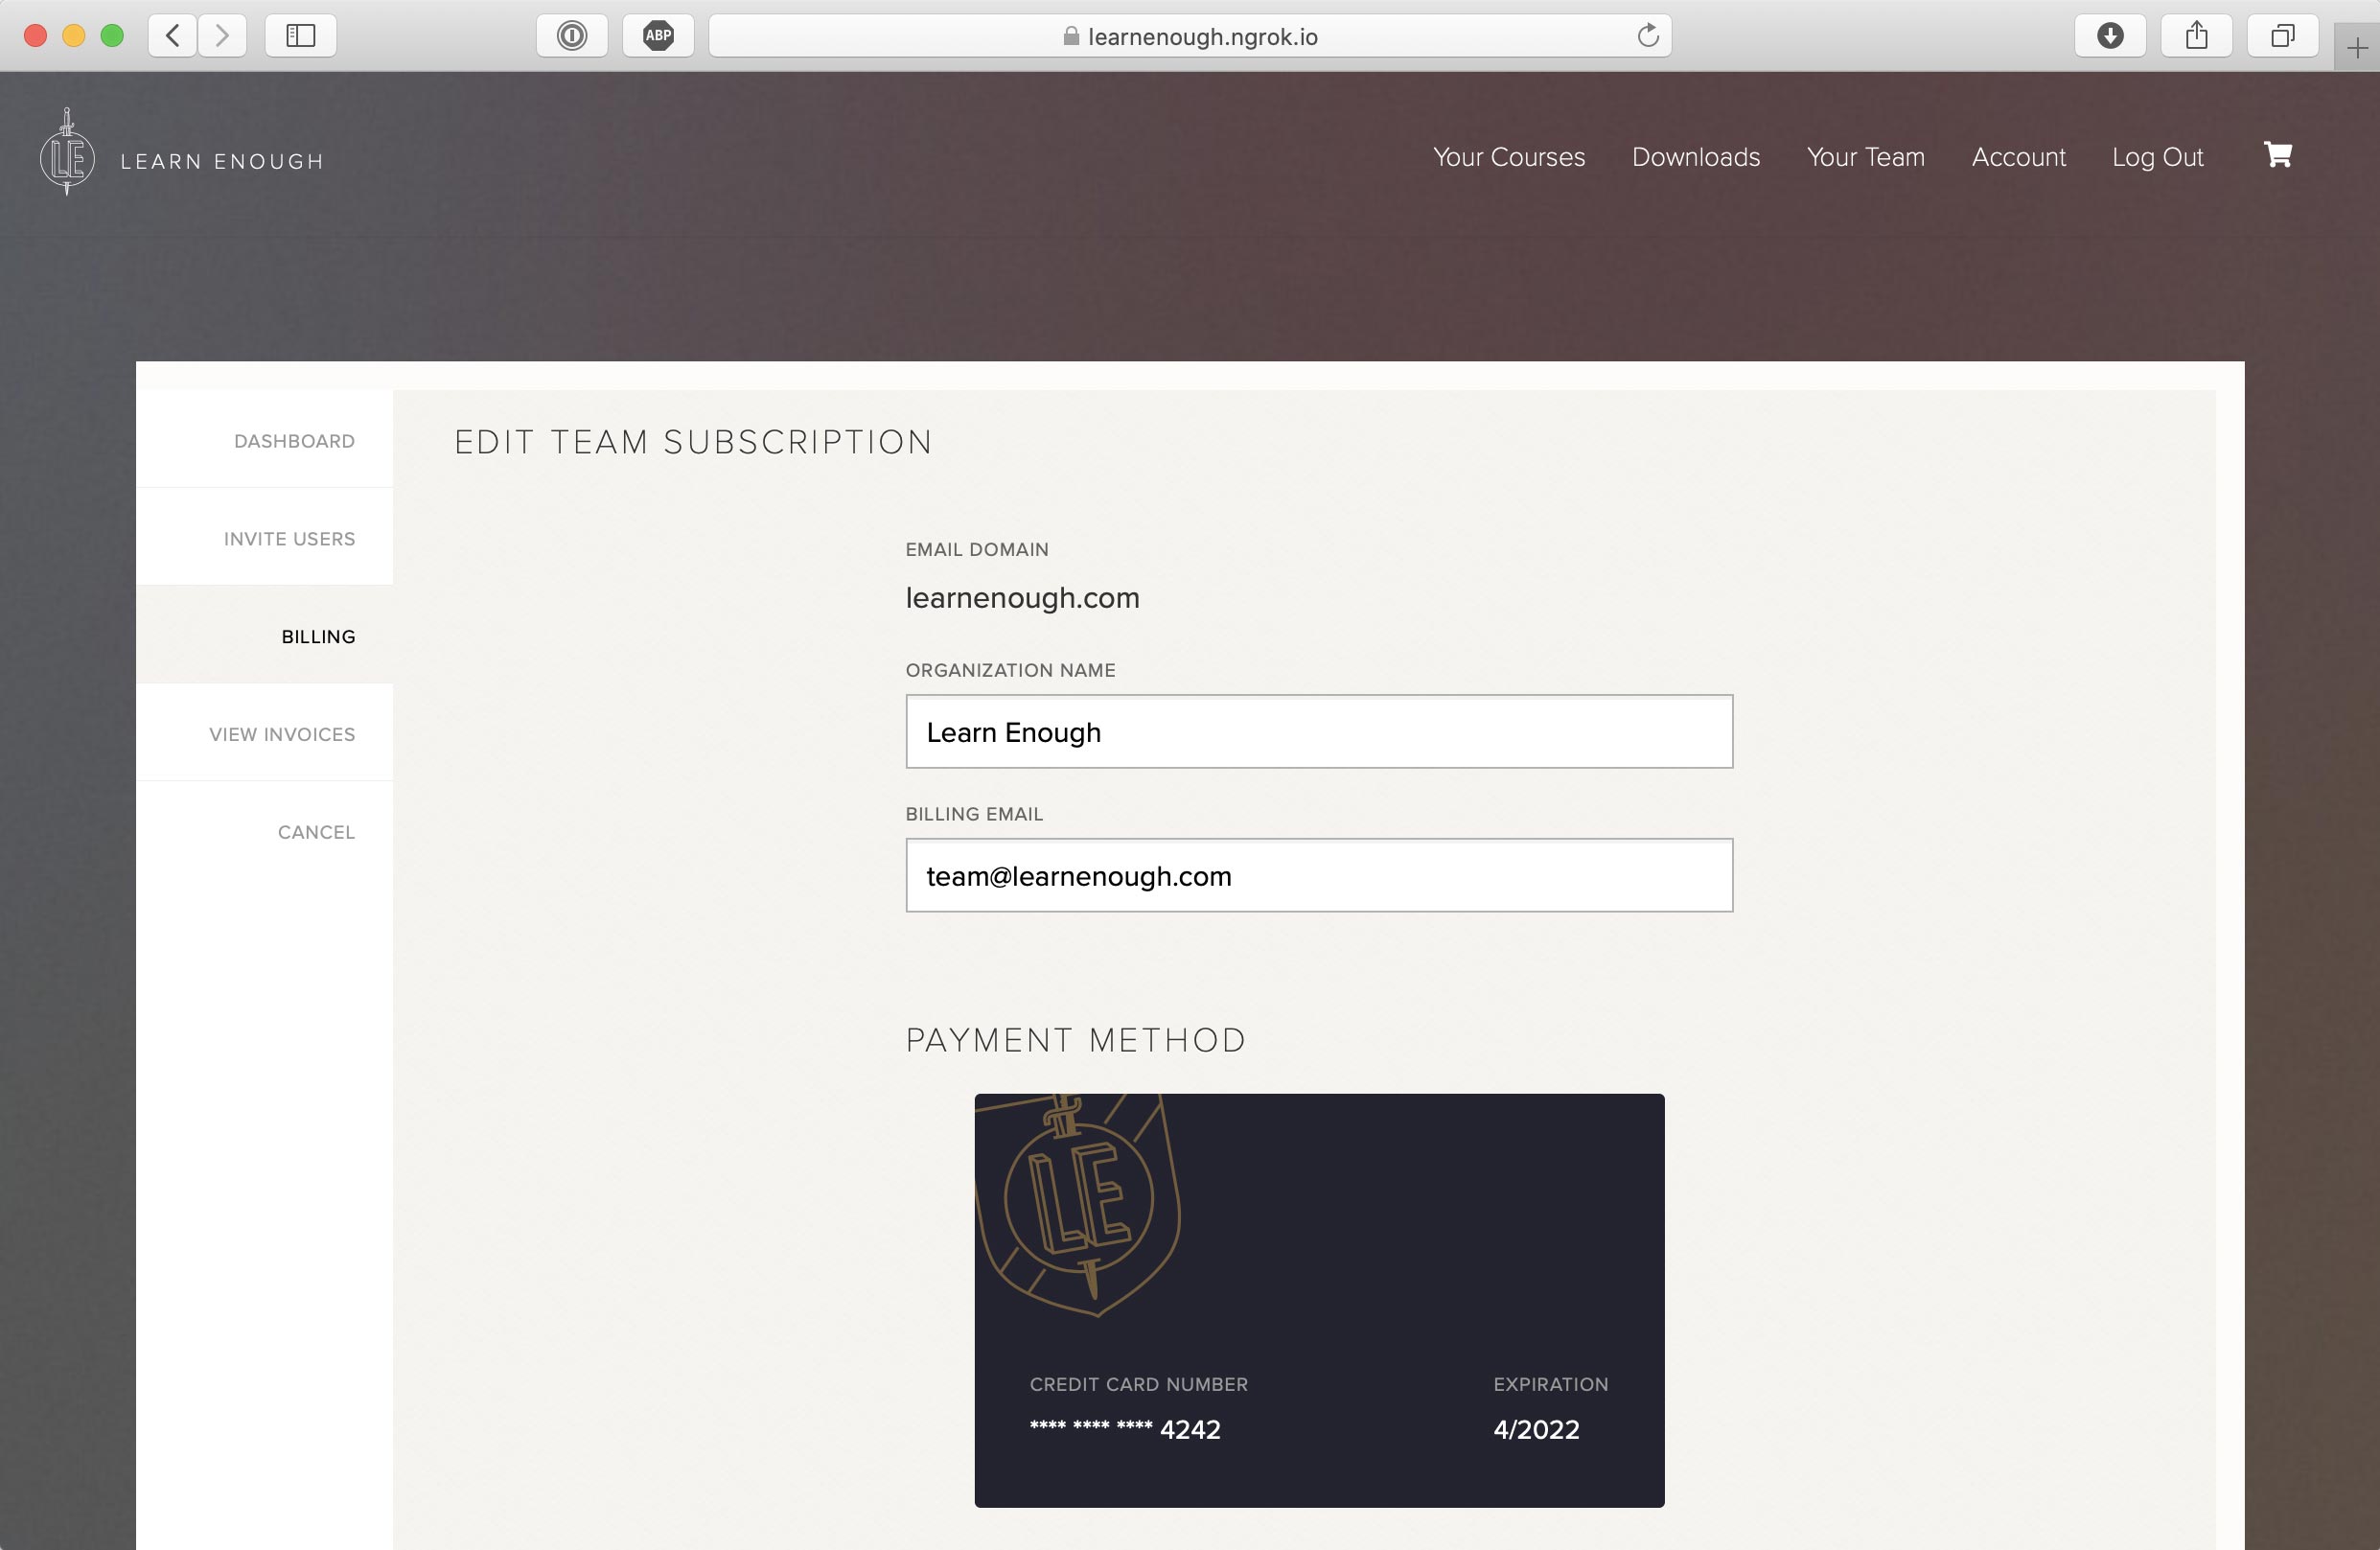 ABP
learnenough.ngrok.io
LE
LEARN ENOUGH
Your Courses
Downloads
Your Team
Account
Log Out
DASHBOARD
INVITE USERS
BILLING
VIEW INVOICES
CANCEL
EDIT TEAM SUBSCRIPTION
EMAIL DOMAIN
learnenough.com
ORGANIZATION NAME
Learn Enough
BILLING EMAIL
team@learnenough.com
PAYMENT METHOD
LE
CREDIT CARD NUMBER
**** **** **** 4242
EXPIRATION
4/2022